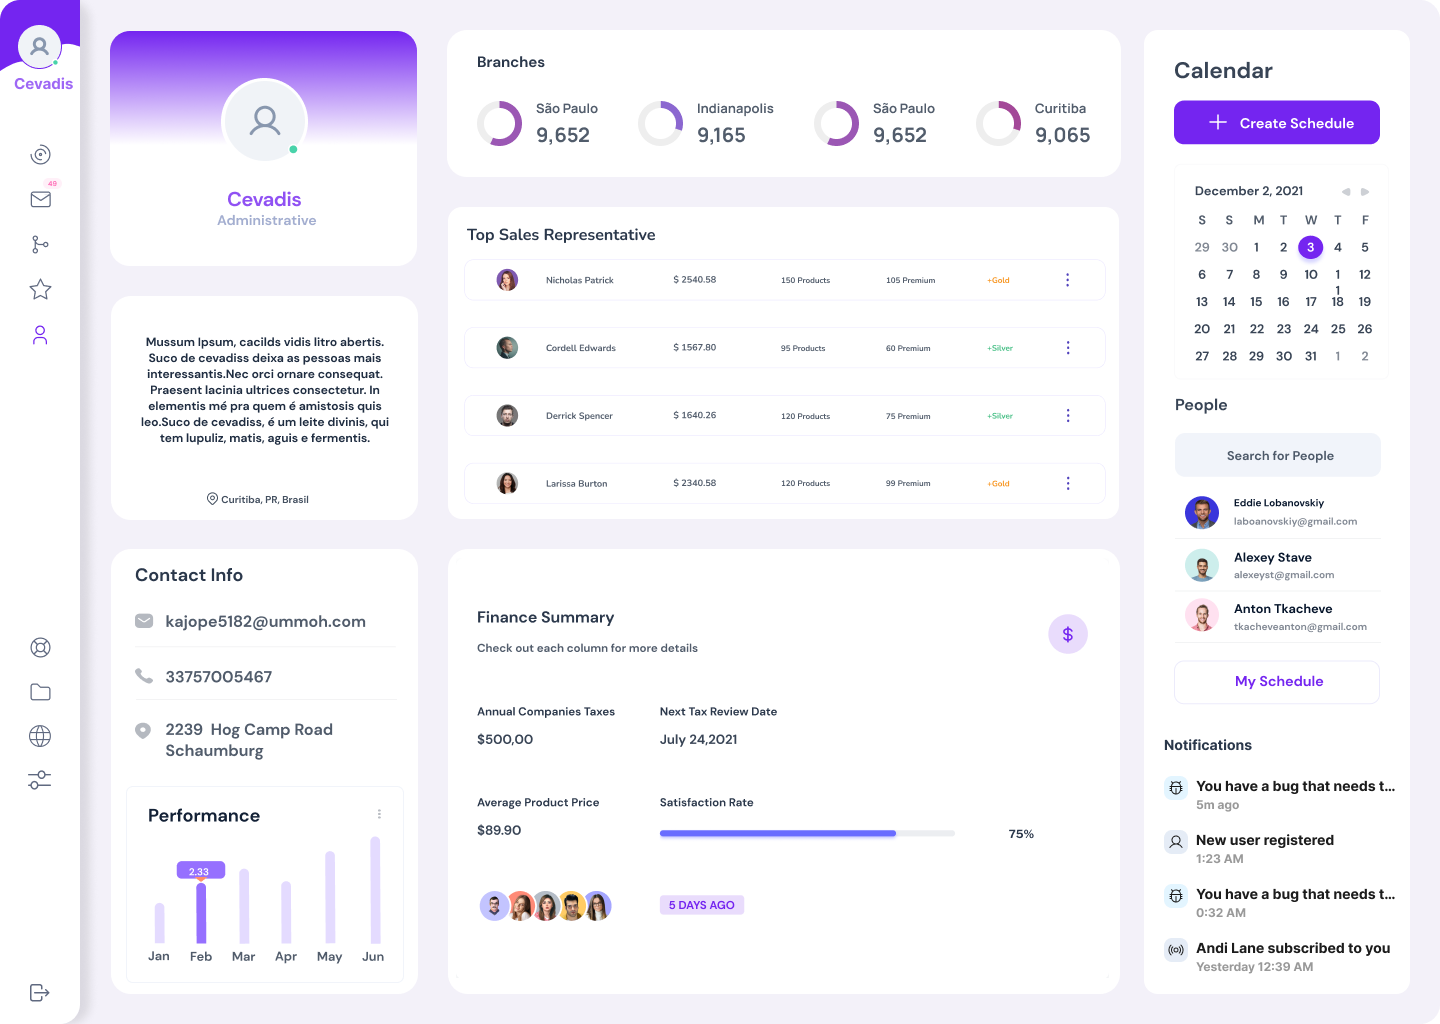 Cevadis
49
Cevadis
Administrative
Mussum Ipsum, cacilds vidis litro abertis.
Suco de cevadiss deixa as pessoas mais
interessantis.Nec orci ornare consequat.
Praesent lacinia ultrices consectetur. In
elementis mé pra quem é amistosis quis
leo.Suco de cevadiss, é um leite divinis, qui
tem lupuliz, matis, aguis e fermentis.
Curitiba, PR, Brasil
Contact Info
kajope5182@ummoh.com
33757005467
2239  Hog Camp Road
Schaumburg
Performance
2.33
Jan Feb Mar Apr May Jun
Branches
São Paulo Indianapolis São Paulo Curitiba
9,652 9,165 9,652 9,065
Top Sales Representative
Nicholas Patrick $ 2540.58 150 Products 105 Premium +Gold
Cordell Edwards $ 1567.80 95 Products 60 Premium +Silver
Derrick Spencer $ 1640.26 120 Products 75 Premium +Silver
Larissa Burton $ 2340.58 120 Products 99 Premium +Gold
Finance Summary
$
Check out each column for more details
Annual Companies Taxes Next Tax Review Date
$500,00 July 24,2021
Average Product Price Satisfaction Rate
$89.90 75%
5 DAYS AGO
Calendar
Create Schedule
December 2, 2021
S S M T W T F
29 30 1 2 3 4 5
6 7 8 9 10 1 12
1
13 14 15 16 17 18 19
20 21 22 23 24 25 26
27 28 29 30 31 1 2
People
Search for People
Eddie Lobanovskiy
laboanovskiy@gmail.com
Alexey Stave
alexeyst@gmail.com
Anton Tkacheve
tkacheveanton@gmail.com
My Schedule
Notifications
You have a bug that needs t...
5m ago
New user registered
1:23 AM
You have a bug that needs t...
0:32 AM
Andi Lane subscribed to you
Yesterday 12:39 AM